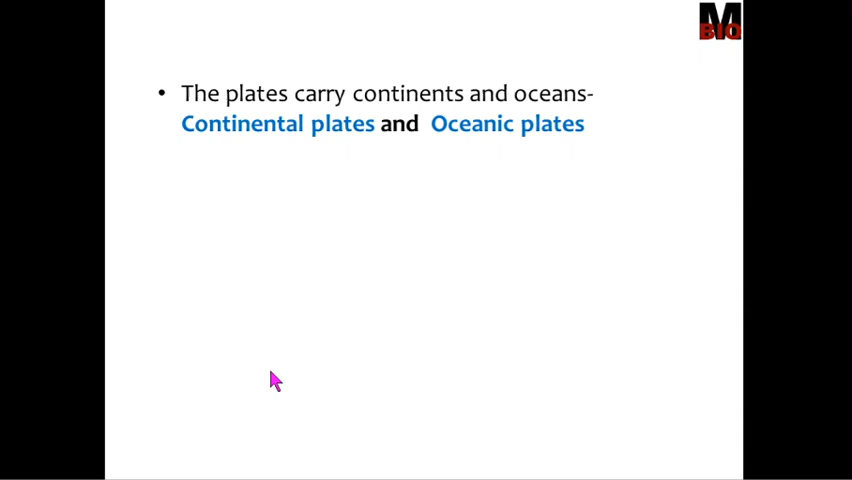 M
BIO
• The plates carry continents and oceans-
Continental plates and Oceanic plates